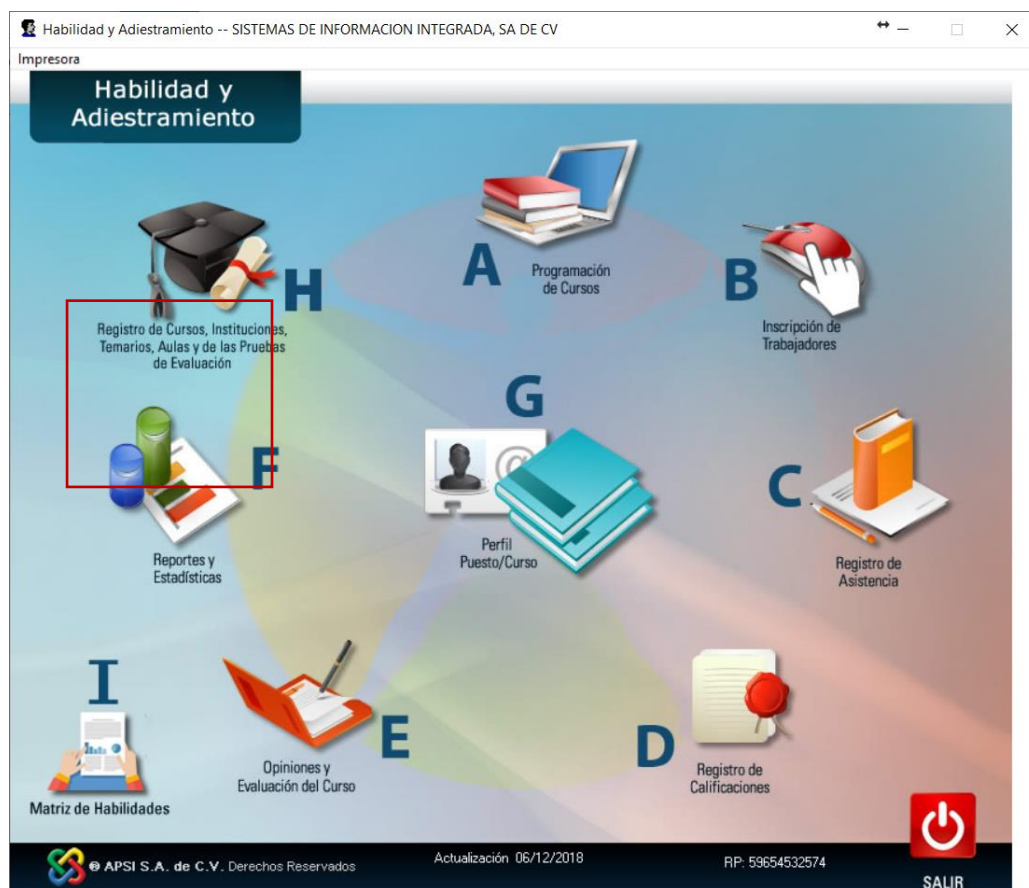 Habilidad y Adiestramiento -- SISTEMAS DE INFORMACION INTEGRADA, SA DE CV
Impresora
Habilidad y
Adiestramiento
A
Programación
de Cursos
H
Registro de Cursos, Instituciones,
Temarios, Aulas y de las Pruebas
de Evaluación
B
Inscripción de
Trabajadores
G
@
Perfil
Puesto/Curso
F
Reportes y
Estadísticas
C
Registro de
Asistencia
I
Matriz de Habilidades
E
Opiniones y
Evaluación del Curso
D
Registro de
Calificaciones
® APSI S.A. de C.V. Derechos Reservados
Actualización 06/12/2018
RP: 59654532574
SALIR